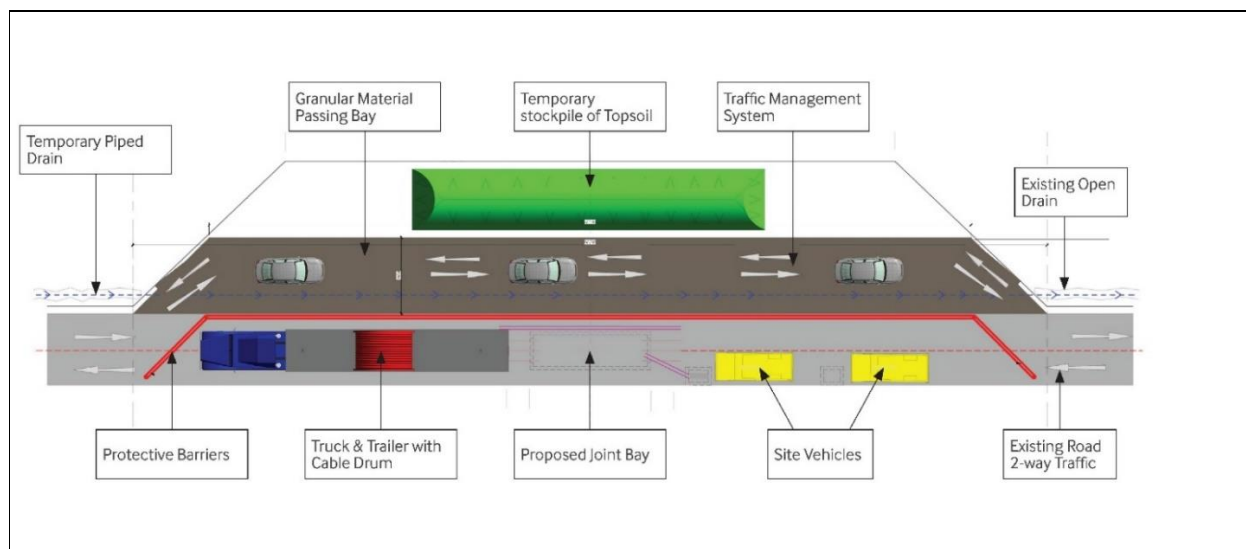 Granular Material
Passing Bay
Temporary
stockpile of Topsoil
Traffic Management
System
Temporary Piped
Drain
Existing Open
Drain
Protective Barriers
Truck & Trailer with
Cable Drum
Proposed Joint Bay
Site Vehicles
Existing Road
2-way Traffic